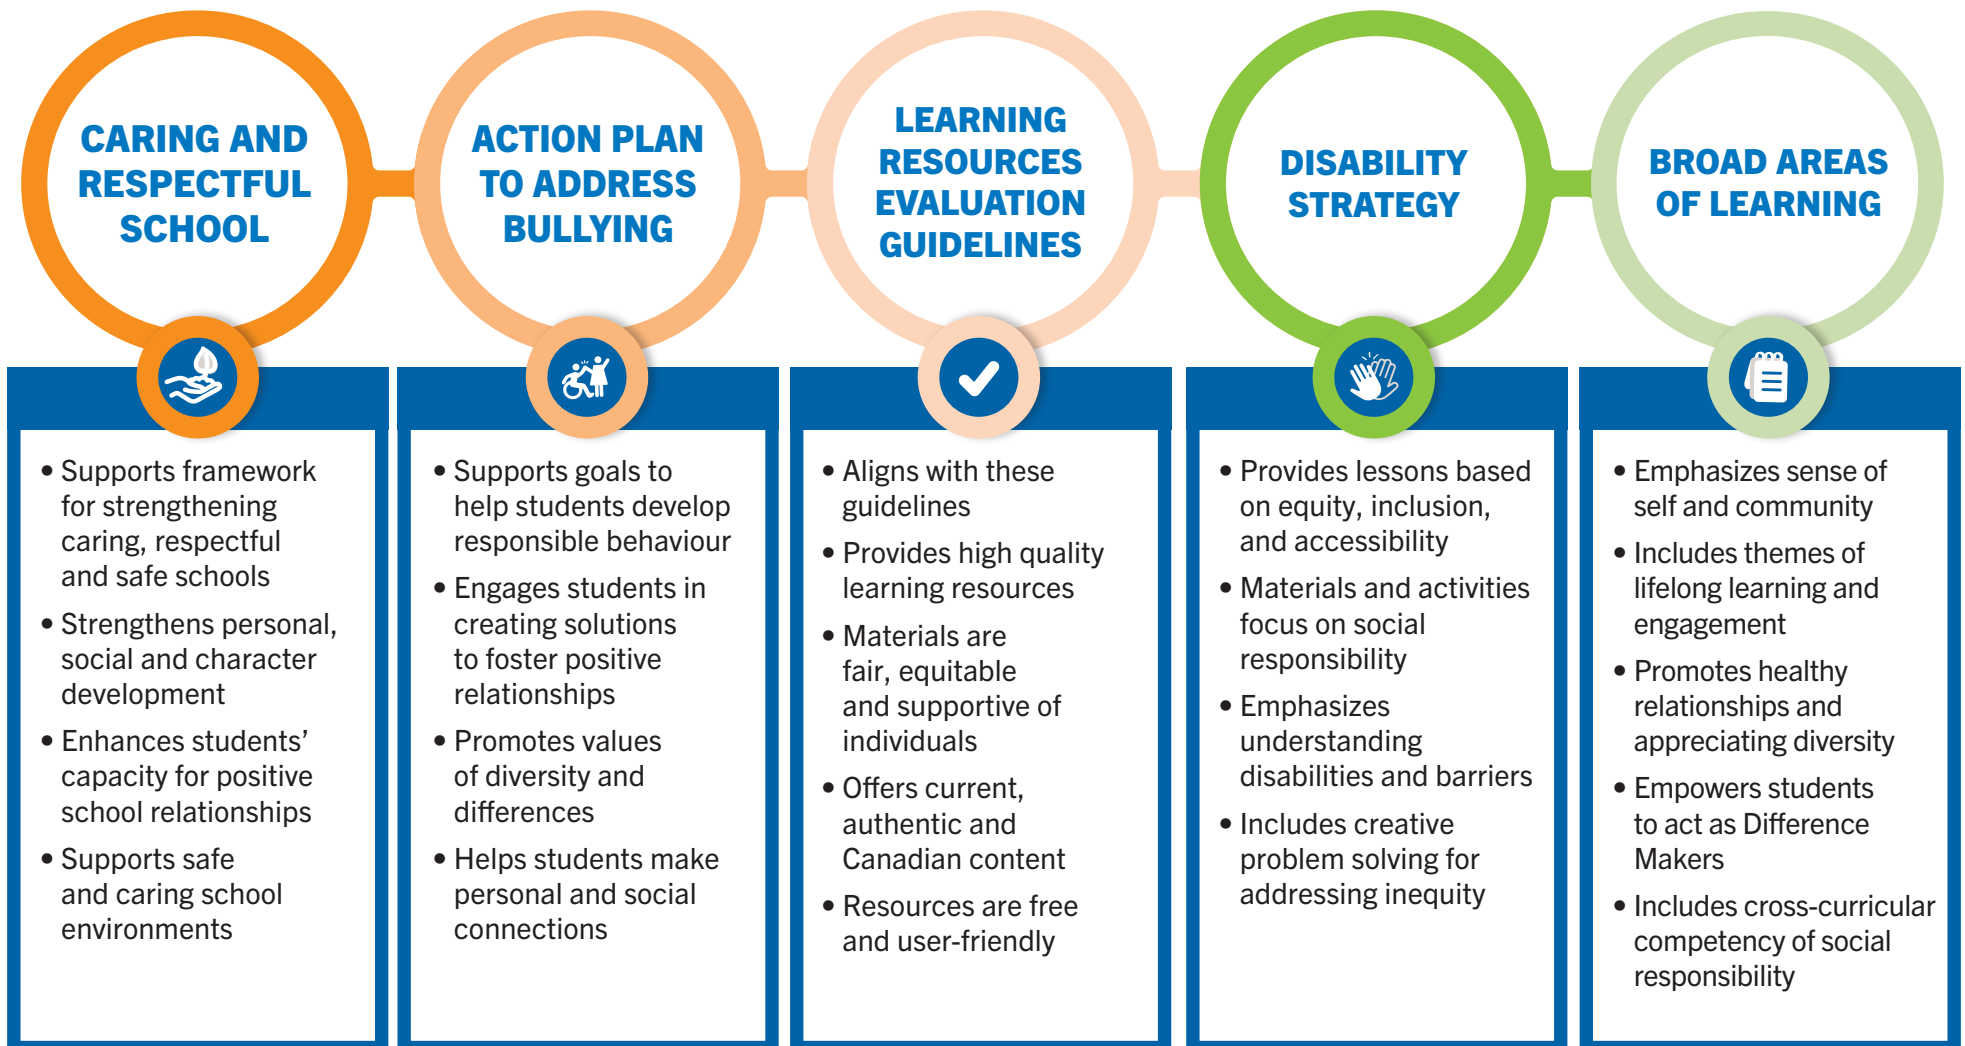 CARING AND
RESPECTFUL
SCHOOL
• Supports framework
for strengthening
caring, respectful
and safe schools
• Strengthens personal,
social and character
development
• Enhances students’
capacity for positive
school relationships
• Supports safe
and caring school
environments
ACTION PLAN
TO ADDRESS
BULLYING
• Supports goals to
help students develop
responsible behaviour
• Engages students in
creating solutions
to foster positive
relationships
• Promotes values
of diversity and
differences
• Helps students make
personal and social
connections
LEARNING
RESOURCES
EVALUATION
GUIDELINES
• Aligns with these
guidelines
• Provides high quality
learning resources
• Materials are
fair, equitable
and supportive of
individuals
• Offers current,
authentic and
Canadian content
• Resources are free
and user-friendly
DISABILITY
STRATEGY
• Provides lessons based
on equity, inclusion,
and accessibility
• Materials and activities
focus on social
responsibility
• Emphasizes
understanding
disabilities and barriers
• Includes creative
problem solving for
addressing inequity
BROAD AREAS
OF LEARNING
• Emphasizes sense of
self and community
• Includes themes of
lifelong learning and
engagement
• Promotes healthy
relationships and
appreciating diversity
• Empowers students
to act as Difference
Makers
• Includes cross-curricular
competency of social
responsibility